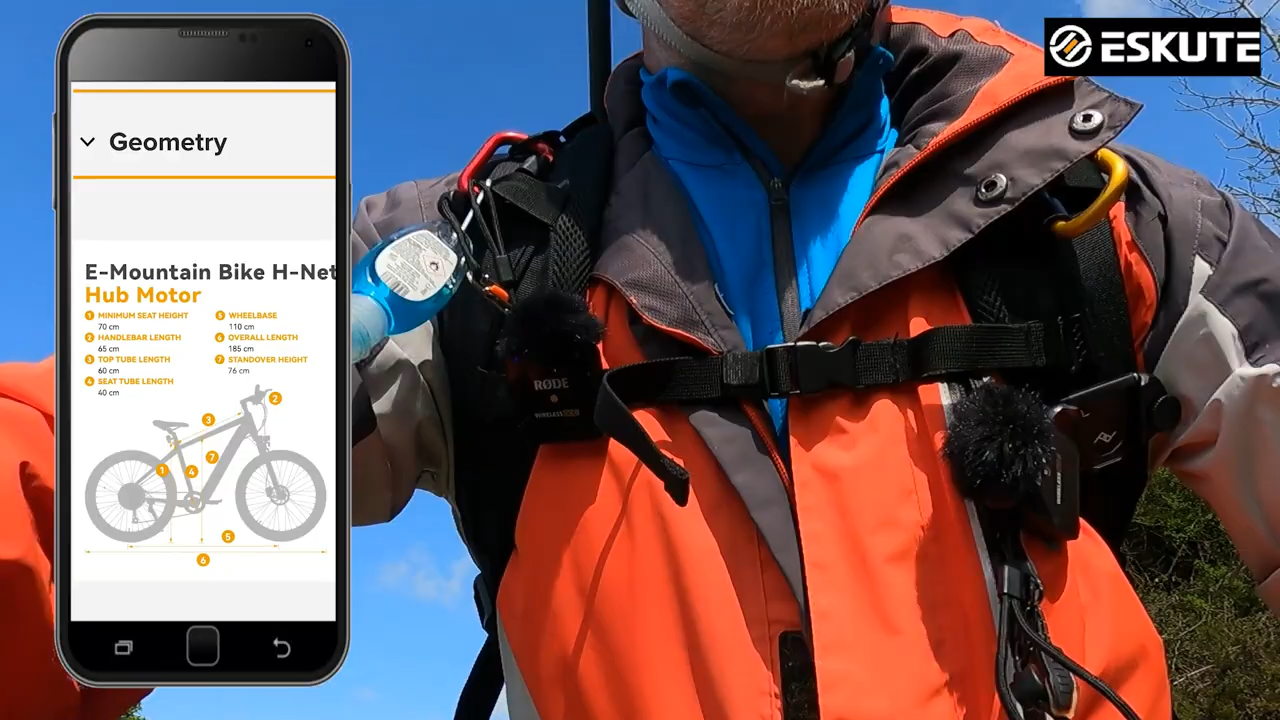 ESKUTE
Geometry
E-Mountain Bike H-Net
Hub Motor
1 MINIMUM SEAT HEIGHT
70 cm
2 HANDLEBAR LENGTH
65 cm
3 TOP TUBE LENGTH
60 cm
4 SEAT TUBE LENGTH
40 cm
5 WHEELBASE
110 cm
6 OVERALL LENGTH
185 cm
7 STANDOVER HEIGHT
76 cm
2
3
7
1
4
5
6
RØDE
WIRELESS